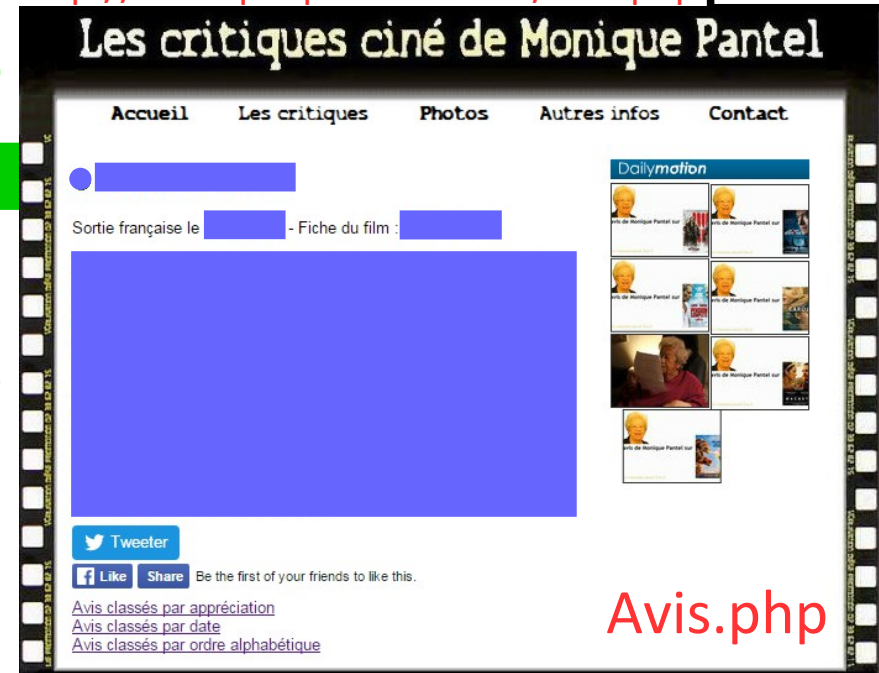 Les critiques ciné de Monique Pantel
Accueil Les critiques Photos Autres infos Contact
Dailymotion
Sortie française le - Fiche du film :
Tweeter
Like Share Be the first of your friends to like this.
Avis classés par appréciation
Avis classés par date
Avis classés par ordre alphabétique
Avis.php